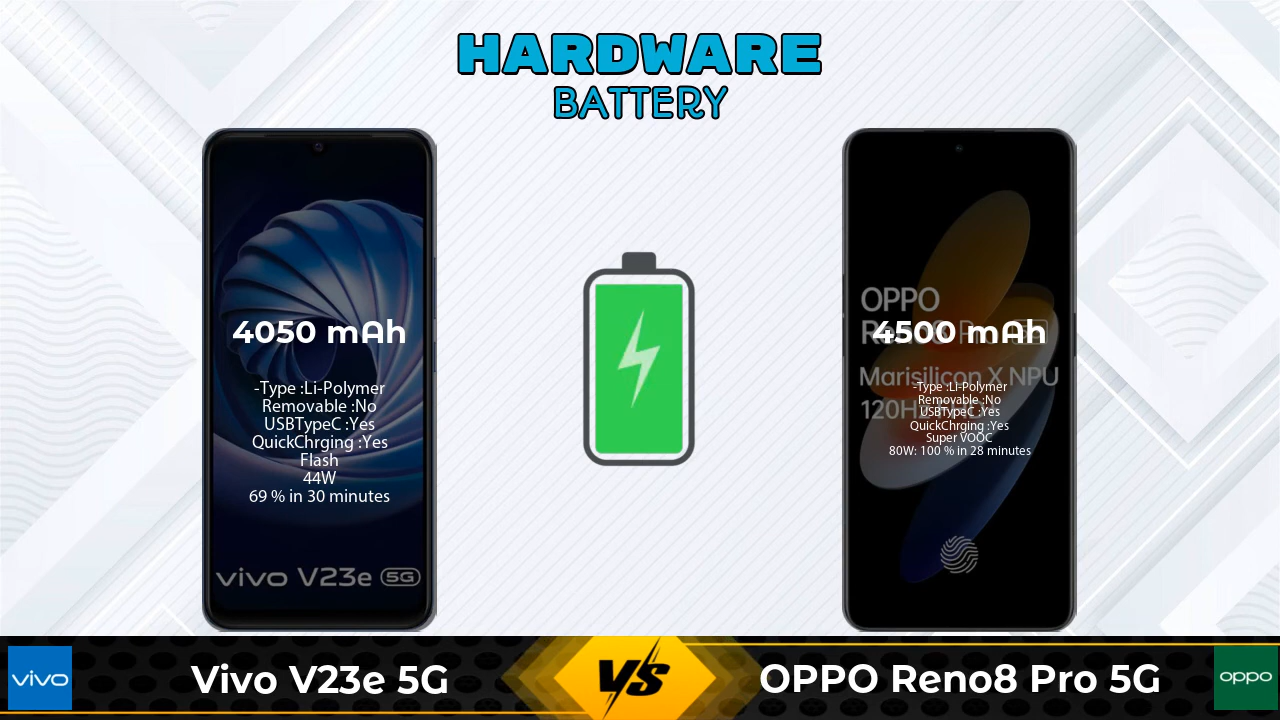 HARDWARE
BATTERY
4050 mAh
-Type :Li-Polymer
Removable :No
USBTypeC :Yes
QuickChrging :Yes
Flash
44W
69 % in 30 minutes
vivo V23e 5G
OPPO
Reno8 Pro
4500 mAh
Marisilicon X NPU
-Type :Li-Polymer
Removable :No
USBTypeC :Yes
120H
QuickChrging :Yes
Super VOOC
80W: 100 % in 28 minutes
vivo
Vivo V23e 5G
VS
OPPO Reno8 Pro 5G
oppo